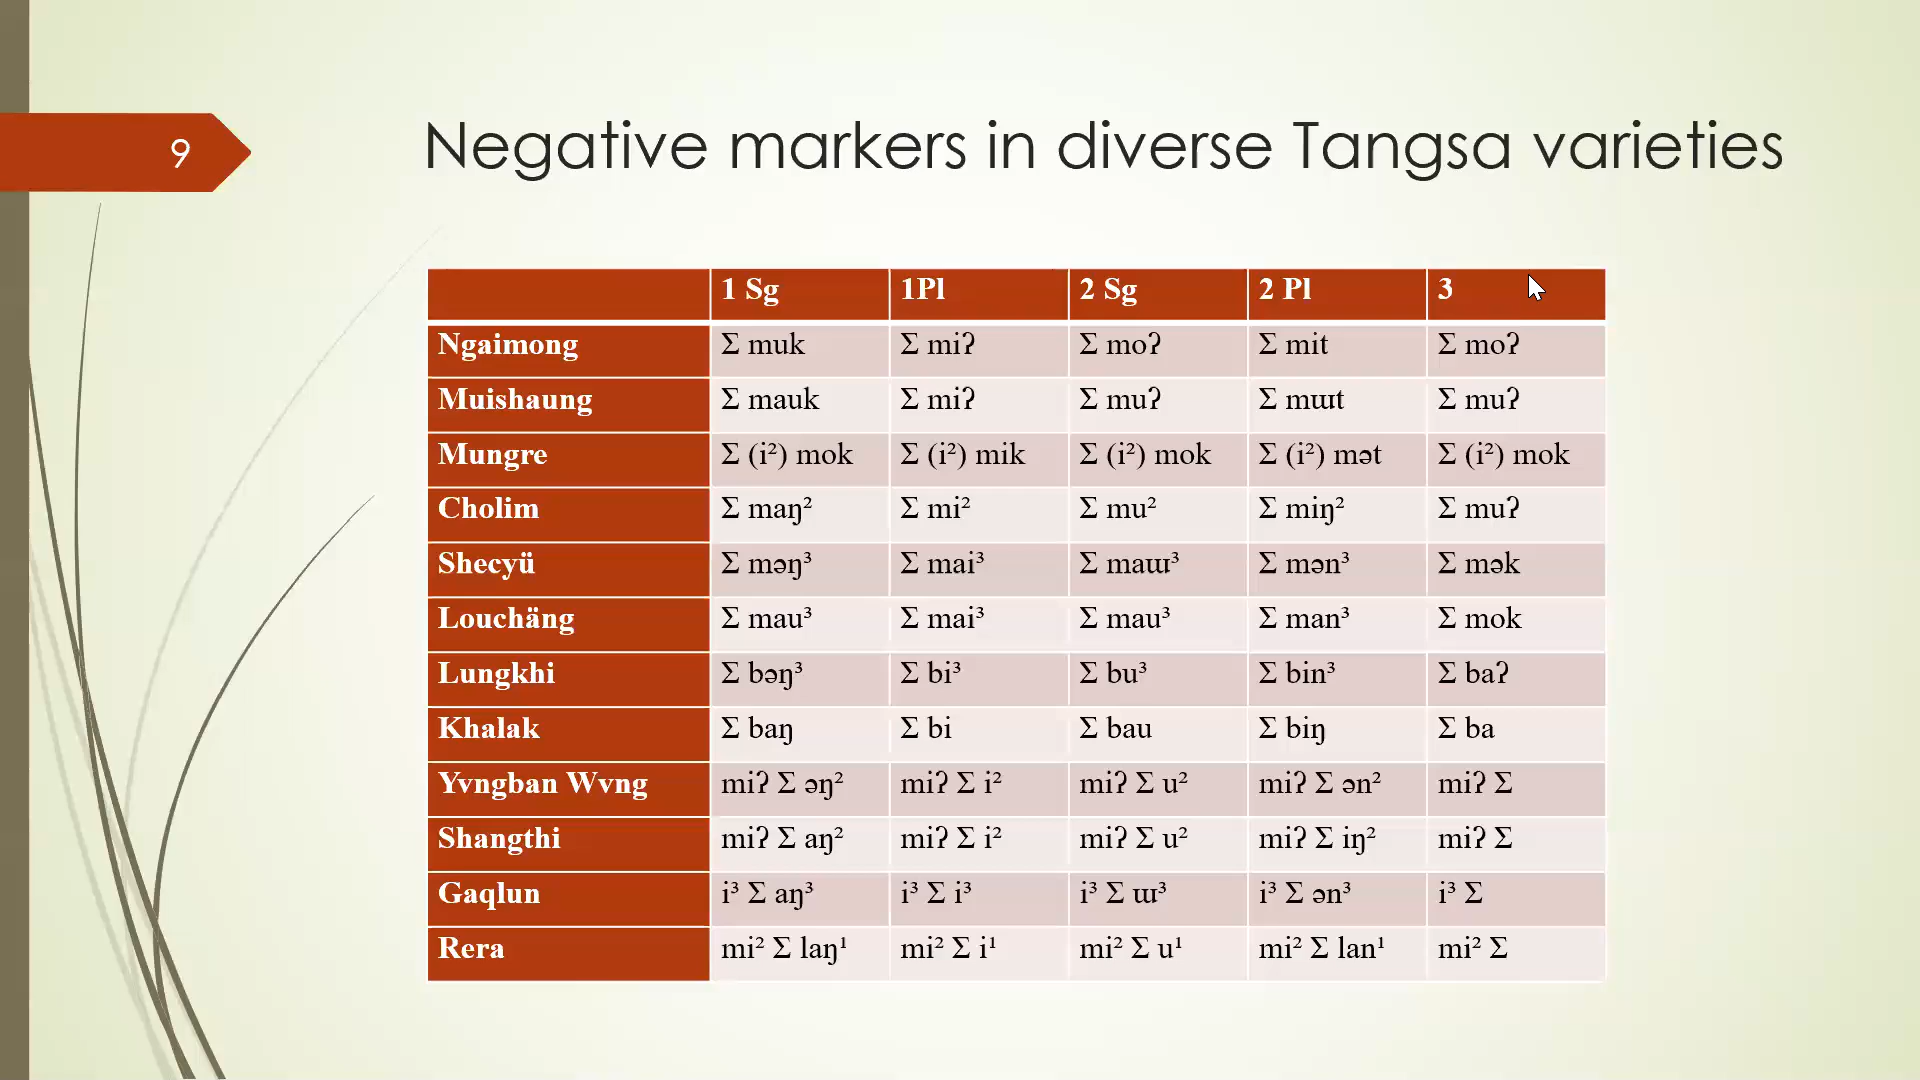 9
Negative markers in diverse Tangsa varieties
1 Sg 1Pl 2 Sg 2 Pl 3
Ngaimong Σ muk Σ miʔ Σ moʔ Σ mit Σ moʔ
Muishaung Σ mauk Σ miʔ Σ muʔ Σ mɯt Σ muʔ
Mungre Σ (i²) mok Σ (i²) mik Σ (i²) mok Σ (i²) mət Σ (i²) mok
Cholim Σ maŋ² Σ mi² Σ mu² Σ miŋ² Σ muʔ
Shecyü Σ məŋ³ Σ mai³ Σ maɯ³ Σ mən³ Σ mək
Louchäng Σ mau³ Σ mai³ Σ mau³ Σ man³ Σ mok
Lungkhi Σ bəŋ³ Σ bi³ Σ bu³ Σ bin³ Σ baʔ
Khalak Σ baŋ Σ bi Σ bau Σ biŋ Σ ba
Yvngban Wvng miʔ Σ əŋ² miʔ Σ i² miʔ Σ u² miʔ Σ ən² miʔ Σ
Shangthi miʔ Σ aŋ² miʔ Σ i² miʔ Σ u² miʔ Σ iŋ² miʔ Σ
Gaqlun i³ Σ aŋ³ i³ Σ i³ i³ Σ ɯ³ i³ Σ ən³ i³ Σ
Rera mi² Σ laŋ¹ mi² Σ i¹ mi² Σ u¹ mi² Σ lan¹ mi² Σ